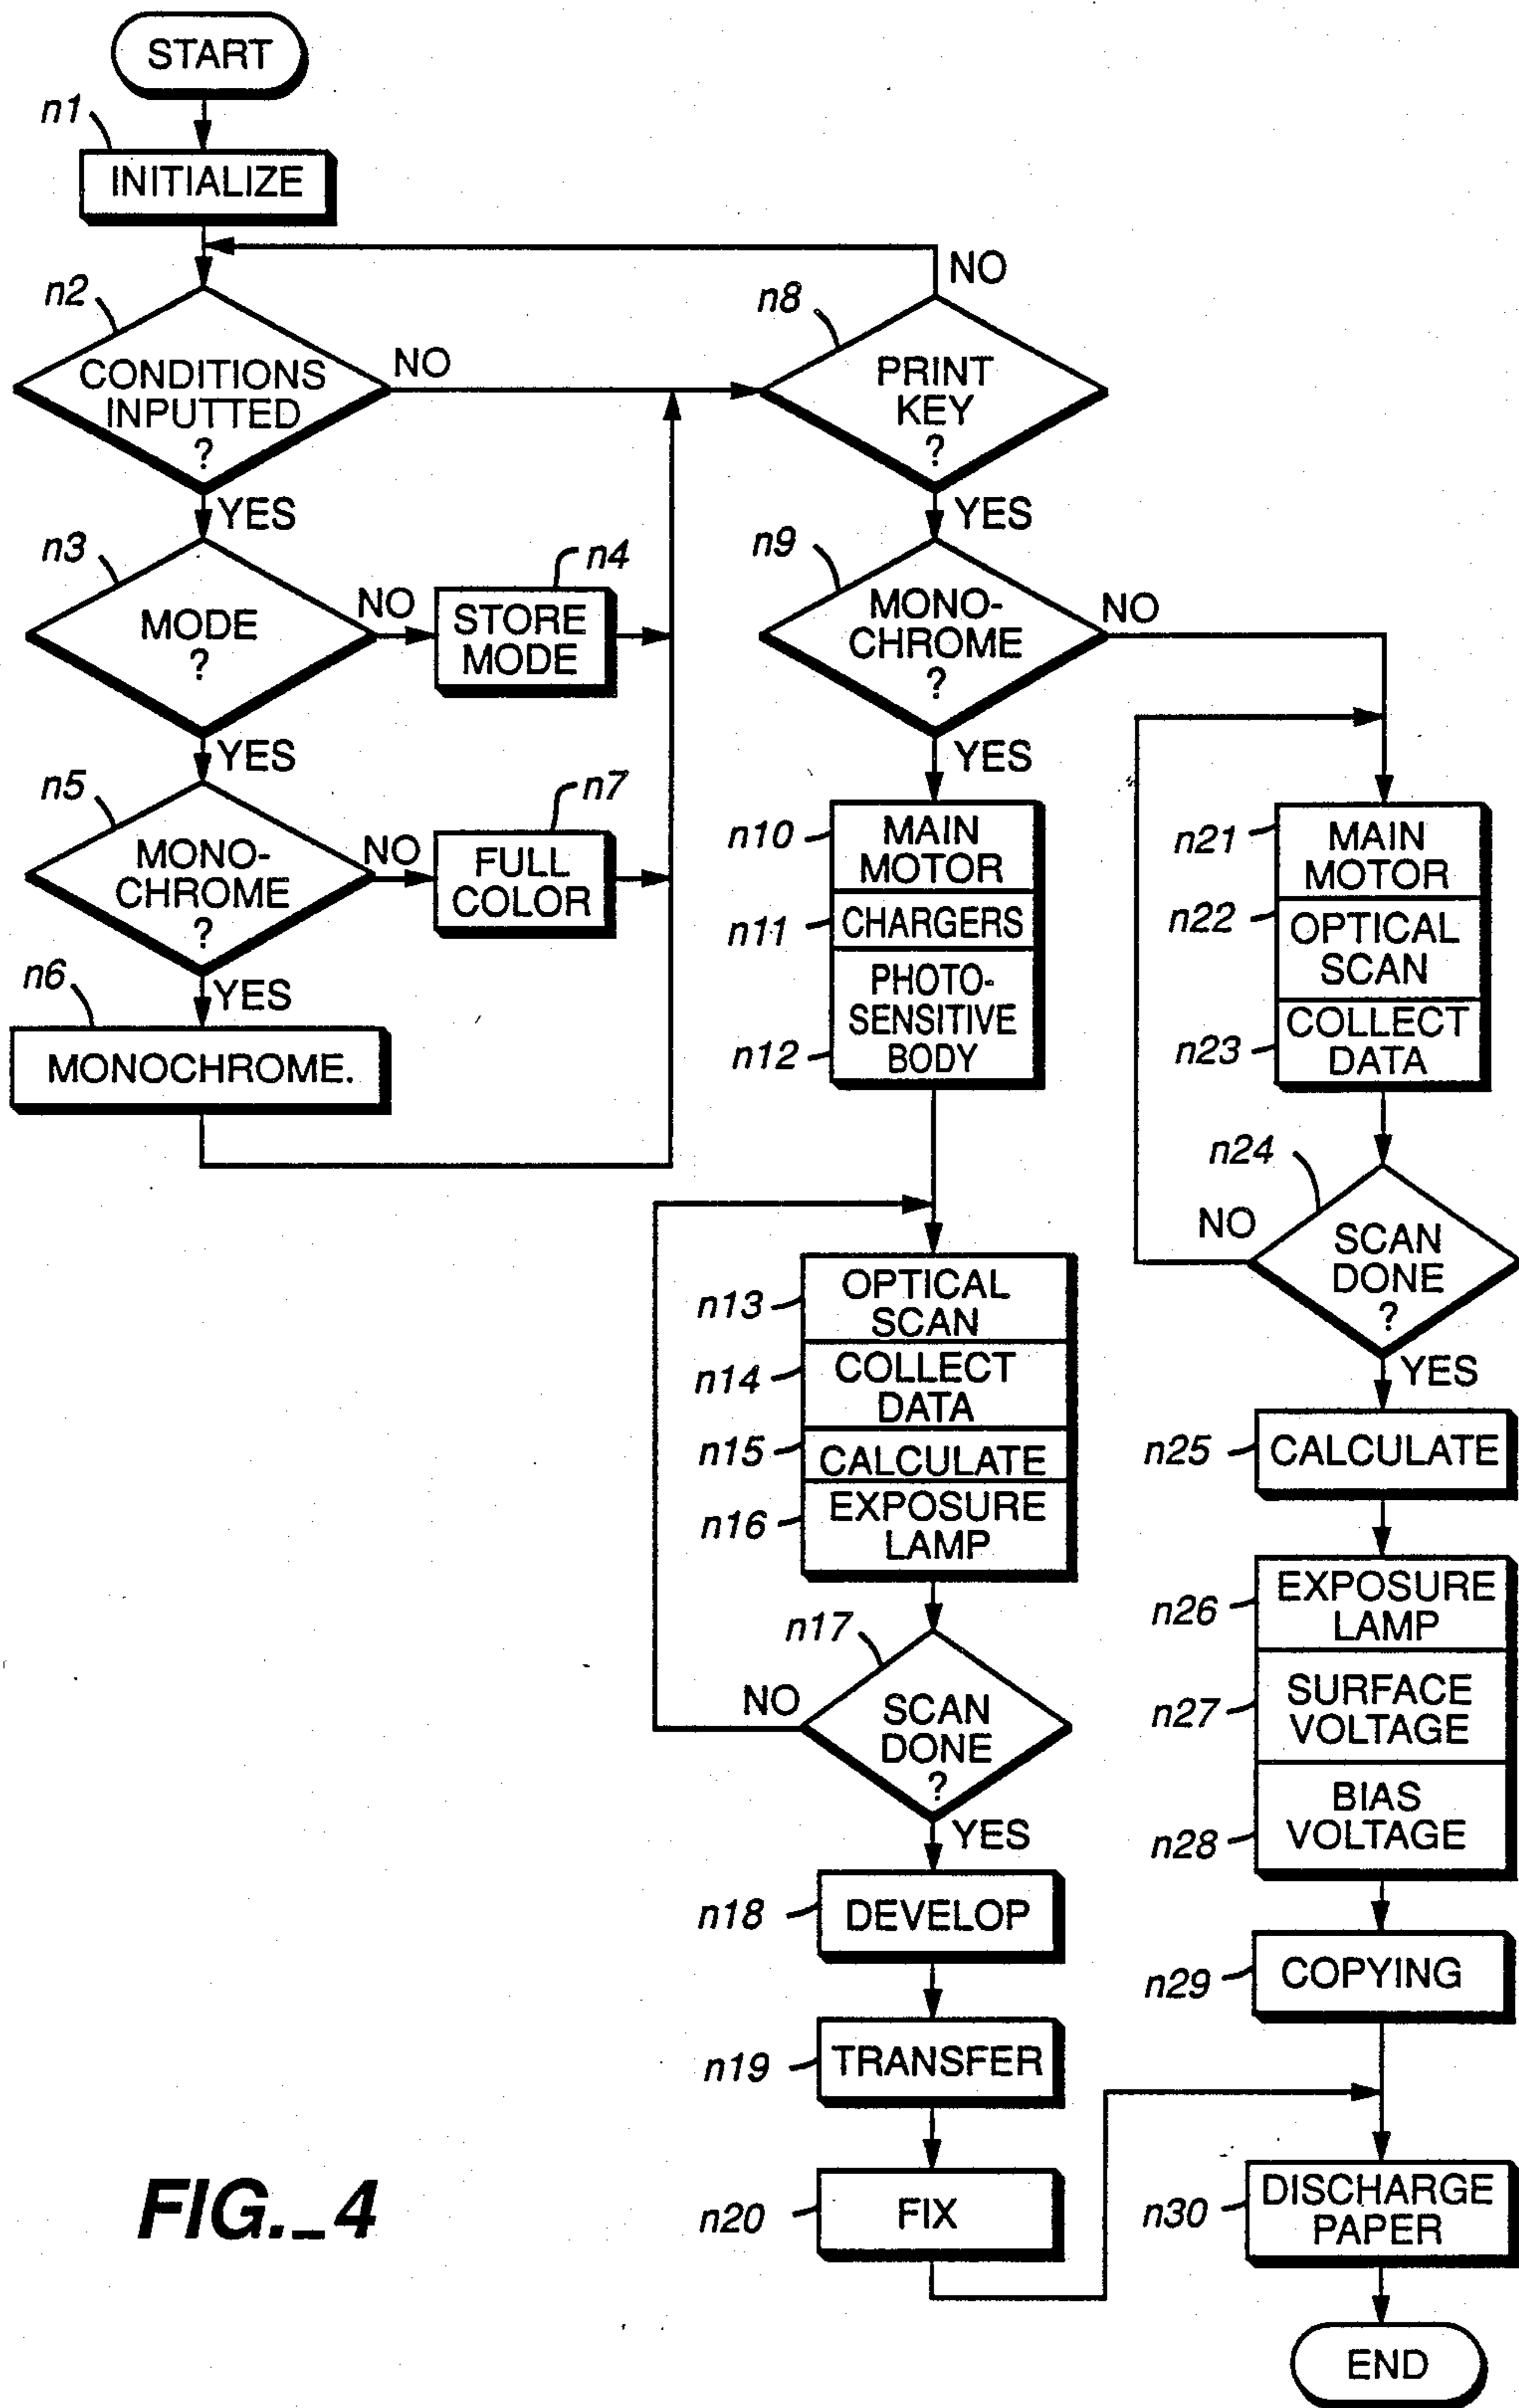 START
n1
INITIALIZE
n2
CONDITIONS
INPUTTED
?
NO
YES
n3
MODE
?
NO
n4
STORE
MODE
YES
n5
MONO-
CHROME
?
NO
n7
FULL
COLOR
YES
n6
MONOCHROME.
NO
n8
PRINT
KEY
?
YES
n9
MONO-
CHROME
?
NO
YES
n10
MAIN
MOTOR
n11
CHARGERS
n12
PHOTO-
SENSITIVE
BODY
n13
OPTICAL
SCAN
n14
COLLECT
DATA
n15
CALCULATE
n16
EXPOSURE
LAMP
n17
NO
SCAN
DONE
?
YES
n18
DEVELOP
n19
TRANSFER
n20
FIX
n21
MAIN
MOTOR
n22
OPTICAL
SCAN
n23
COLLECT
DATA
n24
NO
SCAN
DONE
?
YES
n25
CALCULATE
n26
EXPOSURE
LAMP
n27
SURFACE
VOLTAGE
n28
BIAS
VOLTAGE
n29
COPYING
n30
DISCHARGE
PAPER
END
FIG._4